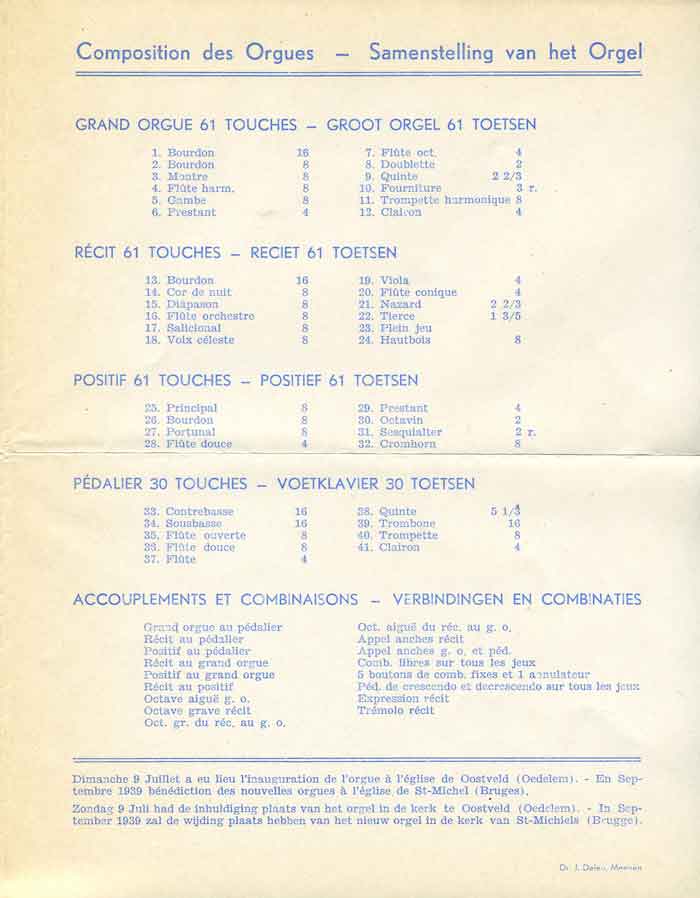 Composition des Orgues — Samenstelling van het Orgel
GRAND ORGUE 61 TOUCHES — GROOT ORGEL 61 TOETSEN
1. Bourdon 16
2. Bourdon 8
3. Montre 8
4. Flûte harm. 8
5. Gambe 8
6. Prestant 4
7. Flûte oct. 4
8. Doublette 2
9. Quinte 2 2/3
10. Fourniture 3 r.
11. Trompette harmonique 8
12. Clairon 4
RÉCIT 61 TOUCHES — RECIET 61 TOETSEN
13. Bourdon 16
14. Cor de nuit 8
15. Diapason 8
16. Flûte orchestre 8
17. Salicional 8
18. Voix céleste 8
19. Viola 4
20. Flûte conique 4
21. Nazard 2 2/3
22. Tierce 1 3/5
23. Plein jeu
24. Hautbois 8
POSITIF 61 TOUCHES — POSITIEF 61 TOETSEN
25. Principal 8
26. Bourdon 8
27. Portunal 8
28. Flûte douce 4
29. Prestant 4
30. Octavin 2
31. Sesquialter 2 r.
32. Cromhorn 8
PÉDALIER 30 TOUCHES — VOETKLAVIER 30 TOETSEN
33. Contrebasse 16
34. Sousbasse 16
35. Flûte ouverte 8
36. Flûte douce 8
37. Flûte 4
38. Quinte 5 1/3
39. Trombone 16
40. Trompette 8
41. Clairon 4
ACCOUPLEMENTS ET COMBINAISONS — VERBINDINGEN EN COMBINATIES
Grand orgue au pédalier
Récit au pédalier
Positif au pédalier
Récit au grand orgue
Positif au grand orgue
Récit au positif
Octave aiguë g. o.
Octave grave récit
Oct. gr. du réc. au g. o.
Oct. aiguë du réc. au g. o.
Appel anches récit
Appel anches g. o. et péd.
Comb. libres sur tous les jeux
5 boutons de comb. fixes et 1 annulateur
Péd. de crescendo et decrescendo sur tous les jeux
Expression récit
Trémolo récit
Dimanche 9 Juillet a eu lieu l'inauguration de l'orgue à l'église de Oostveld (Oedelem). - En Sep-
tembre 1939 bénédiction des nouvelles orgues à l'église de St-Michel (Bruges).
Zondag 9 Juli had de inhuldiging plaats van het orgel in de kerk te Oostveld (Oedelem). - In Sep-
tember 1939 zal de wijding plaats hebben van het nieuw orgel in de kerk van St-Michiels (Brugge).
Dr. J. Meenen